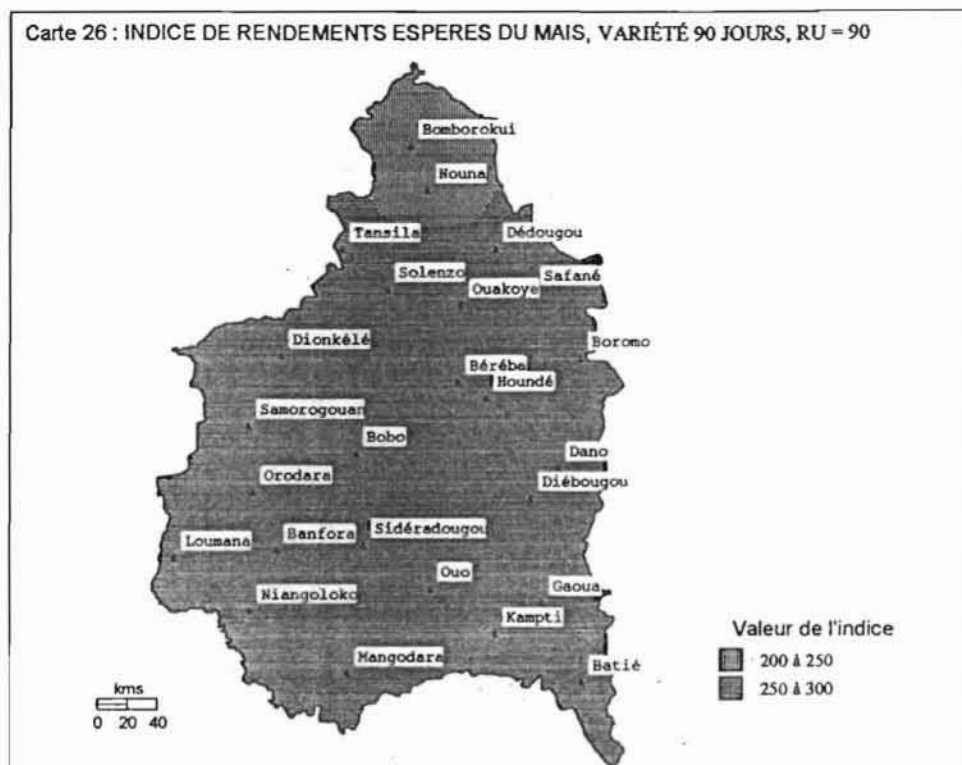 Carte 26 : INDICE DE RENDEMENTS ESPERES DU MAIS, VARIÉTÉ 90 JOURS, RU = 90
Bomborokui
Nouna
Tansila
Dédougou
Solenzo
Safané
Ouakoye
Dionkélé
Boromo
Béréba
Houndé
Samorogouan
Bobo
Dano
Orodara
Diébougou
Sidéradougou
Banfora
Loumana
Ouo
Gaoua
Niangoloko
Kampti
Mangodara
Batié
Valeur de l'indice
200 à 250
250 à 300
kms
0 20 40